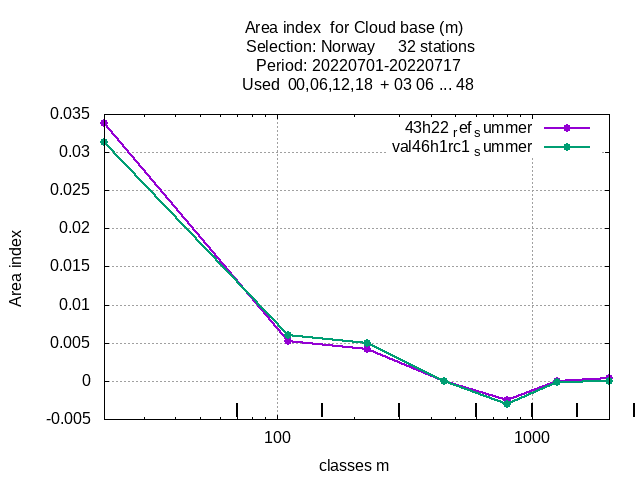 Area index for Cloud base (m)
Selection: Norway 32 stations
Period: 20220701-20220717
Used 00,06,12,18 + 03 06 ... 48
0.035
0.03
0.025
0.02
0.015
0.01
0.005
0
-0.005
Area index
43h22 ref summer
val46h1rc1 summer
100
1000
classes m